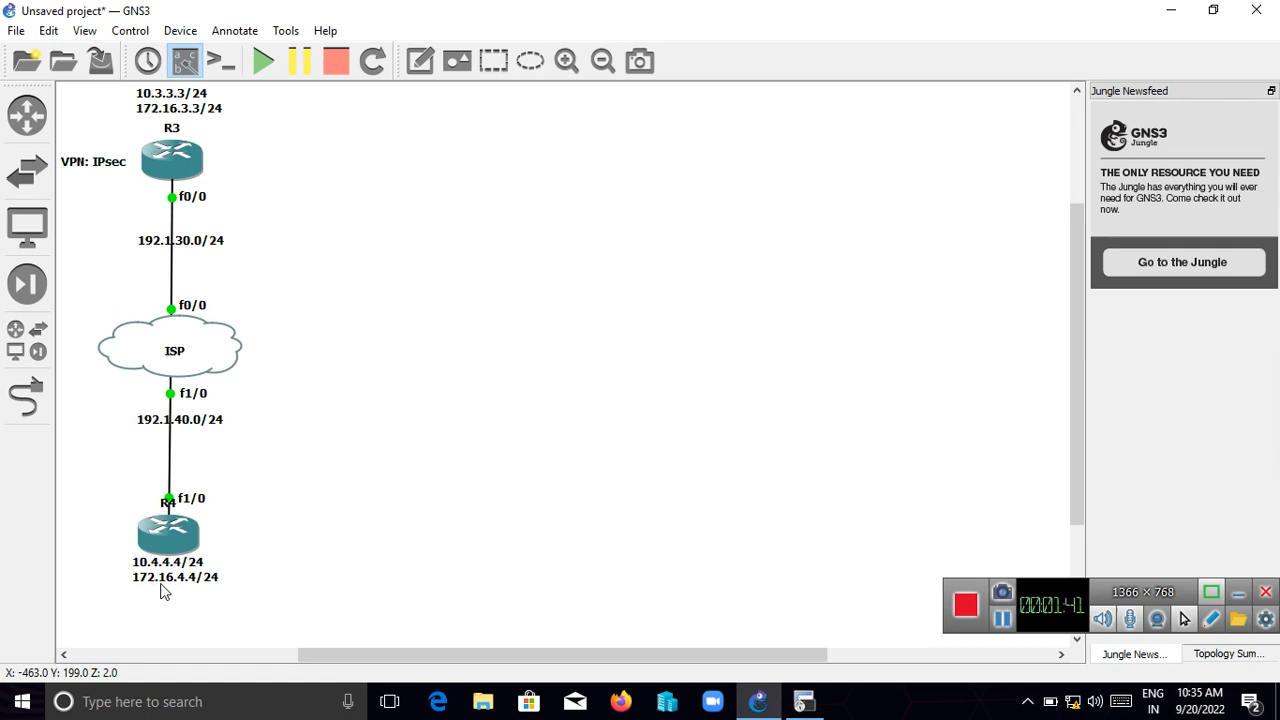 Unsaved project* — GNS3
File Edit View Control Device Annotate Tools Help
10.3.3.3/24
172.16.3.3/24
R3
VPN: IPsec
f0/0
192.1.30.0/24
f0/0
ISP
f1/0
192.1.40.0/24
f1/0
R4
10.4.4.4/24
172.16.4.4/24
Jungle Newsfeed
GNS3
Jungle
THE ONLY RESOURCE YOU NEED
The Jungle has everything you will ever
need for GNS3. Come check it out
now.
Go to the Jungle
1366 × 768
00:01:41
Jungle News...
Topology Sum...
X: -463.0 Y: 199.0 Z: 2.0
Type here to search
ENG
IN
10:35 AM
9/20/2022
2